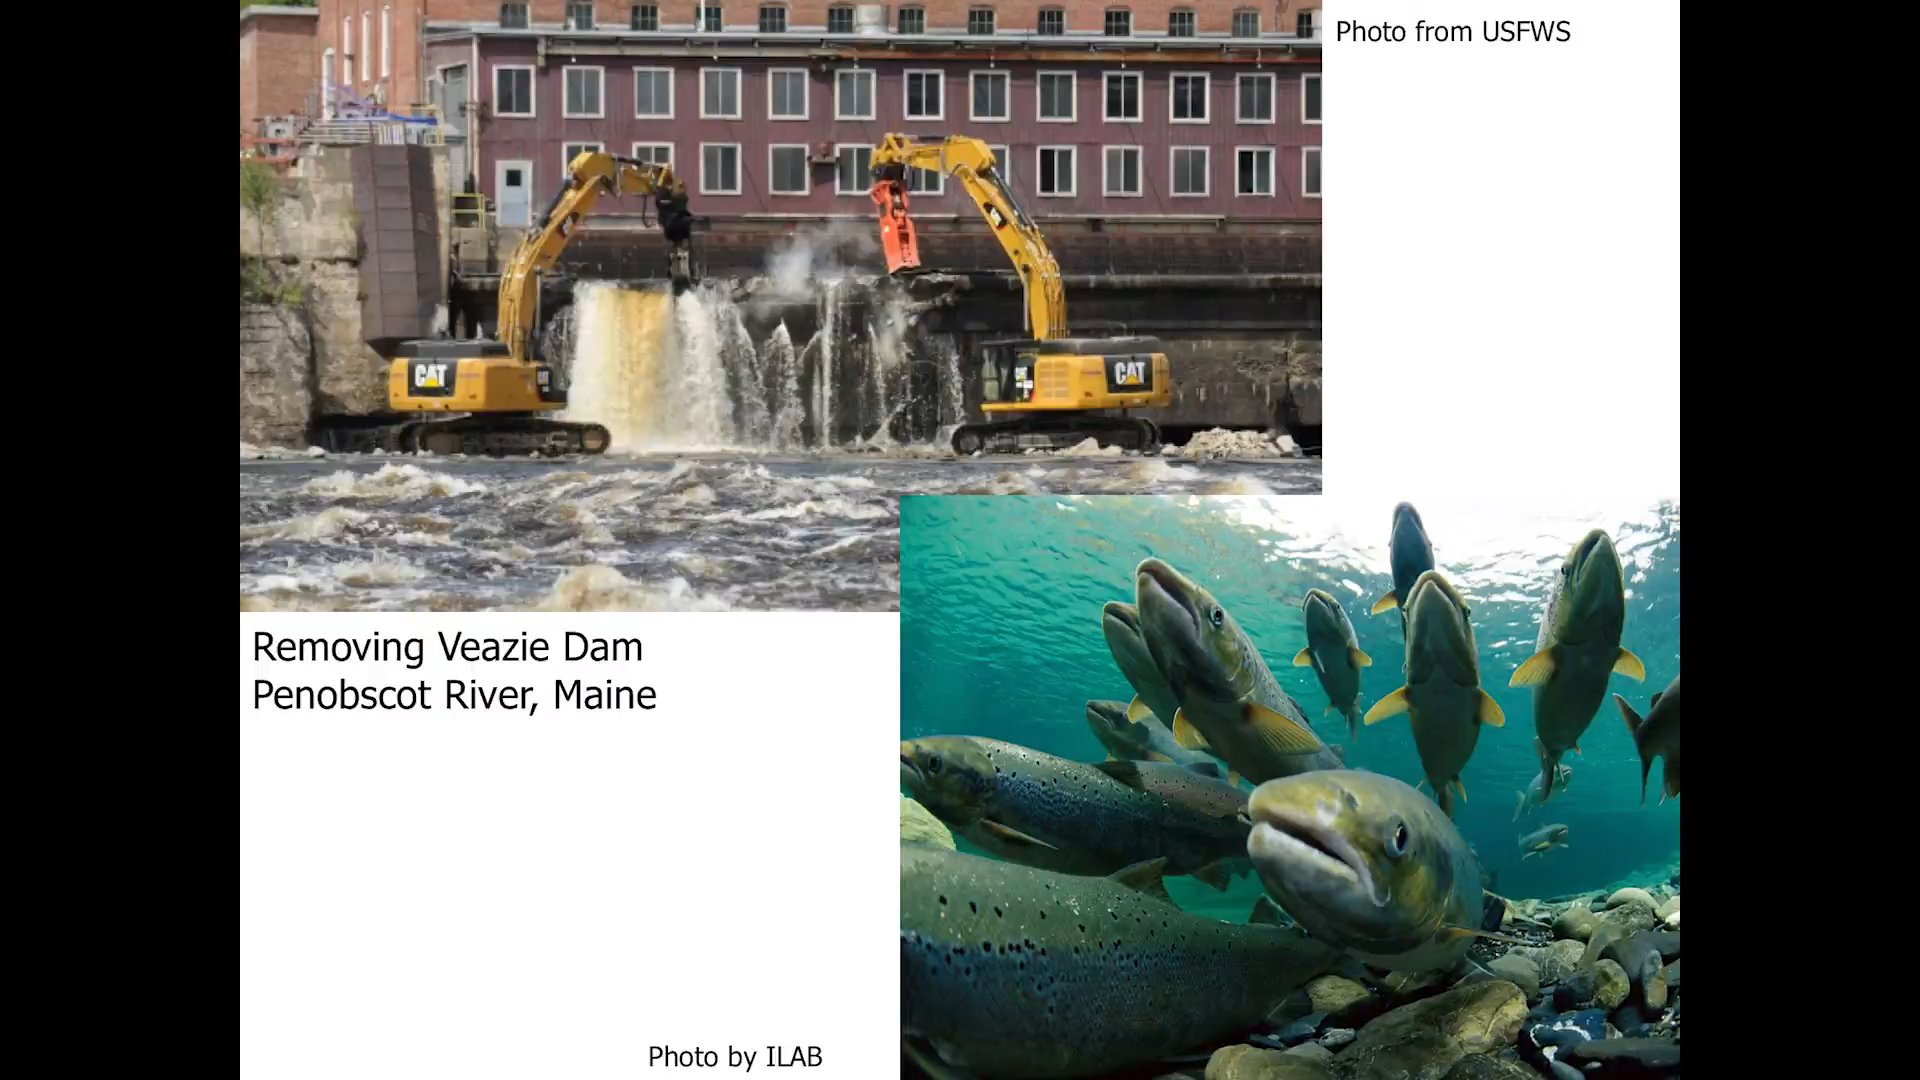 Photo from USFWS
CAT
CAT
Removing Veazie Dam
Penobscot River, Maine
Photo by ILAB